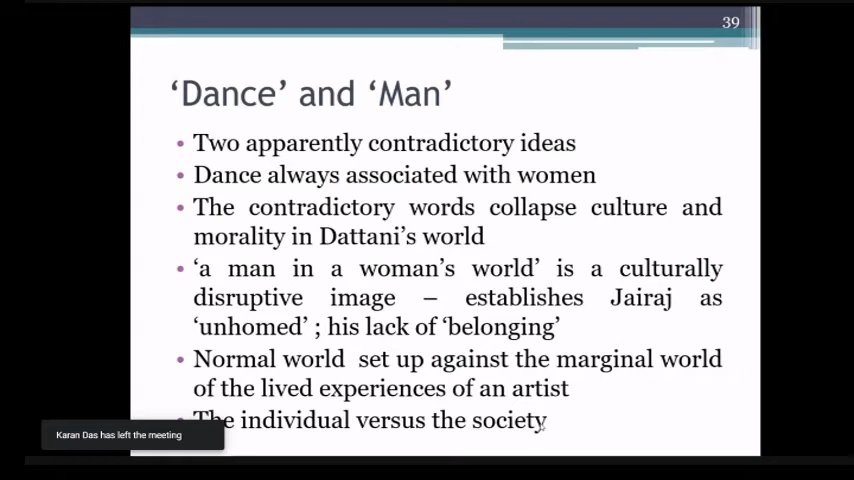 39
‘Dance’ and ‘Man’
• Two apparently contradictory ideas
• Dance always associated with women
• The contradictory words collapse culture and
morality in Dattani’s world
• ‘a man in a woman’s world’ is a culturally
disruptive image – establishes Jairaj as
‘unhomed’ ; his lack of ‘belonging’
• Normal world set up against the marginal world
of the lived experiences of an artist
• The individual versus the society
Karan Das has left the meeting